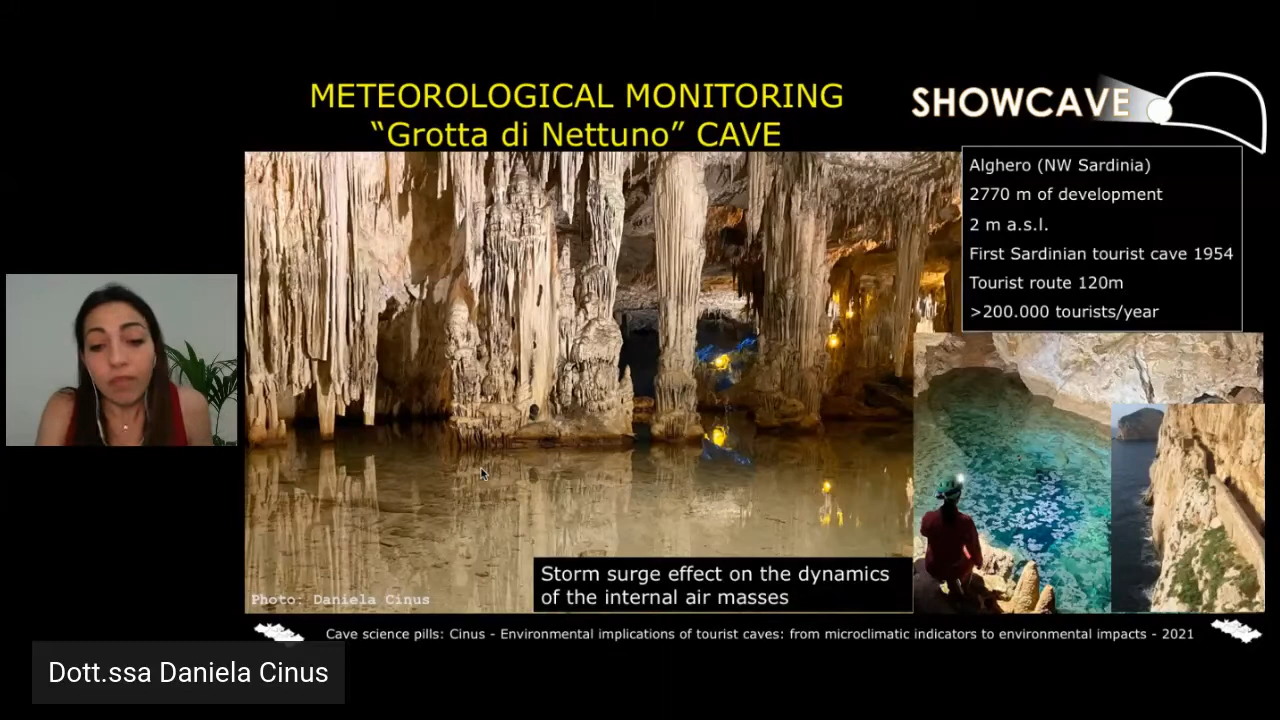 METEOROLOGICAL MONITORING
“Grotta di Nettuno” CAVE
SHOWCAVE
Alghero (NW Sardinia)
2770 m of development
2 m a.s.l.
First Sardinian tourist cave 1954
Tourist route 120m
>200.000 tourists/year
Storm surge effect on the dynamics
of the internal air masses
Photo: Daniela Cinus
Cave science pills: Cinus - Environmental implications of tourist caves: from microclimatic indicators to environmental impacts - 2021
Dott.ssa Daniela Cinus